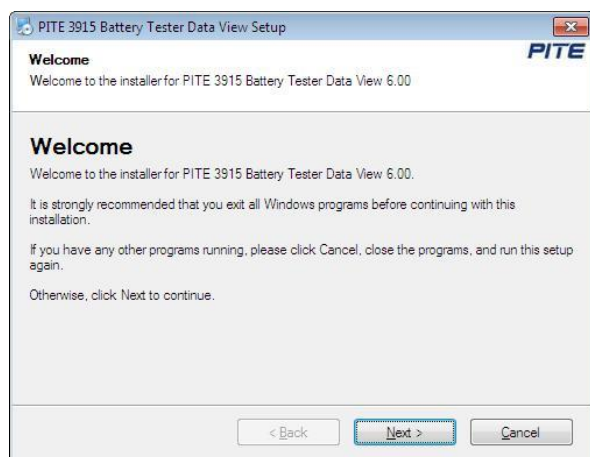 PITE 3915 Battery Tester Data View Setup
Welcome
Welcome to the installer for PITE 3915 Battery Tester Data View 6.00
PITE
Welcome
Welcome to the installer for PITE 3915 Battery Tester Data View 6.00.
It is strongly recommended that you exit all Windows programs before continuing with this
installation.
If you have any other programs running, please click Cancel, close the programs, and run this setup
again.
Otherwise, click Next to continue.
< Back
Next >
Cancel